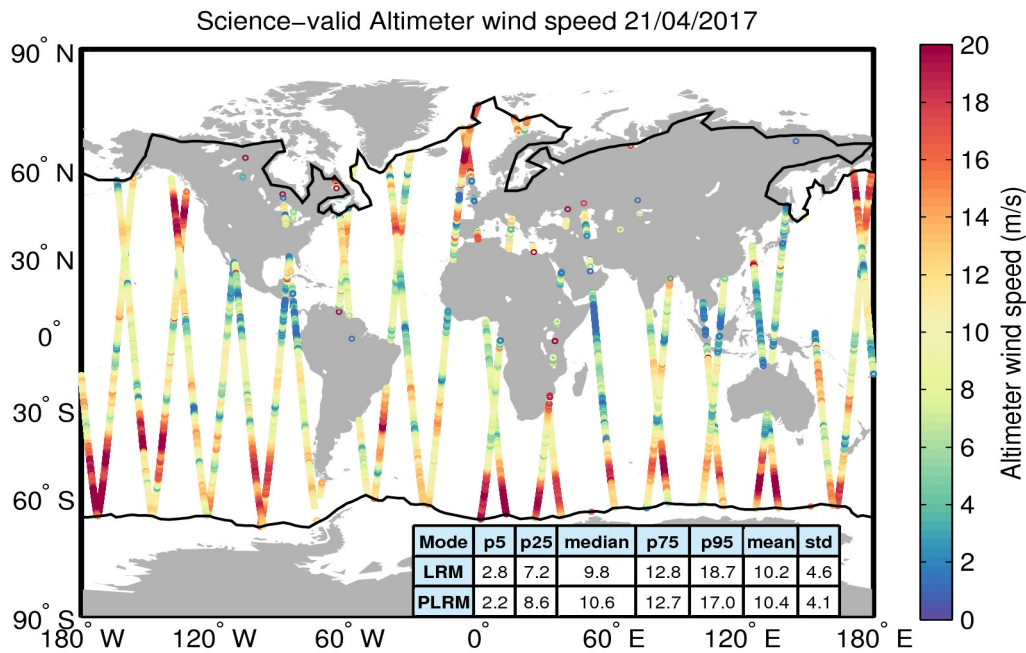 Science−valid Altimeter wind speed 21/04/2017
90° N
60° N
30° N
0°
30° S
60° S
90° S
180° W
120° W
60° W
0°
60° E
120° E
180° E
Mode p5 p25 median p75 p95 mean std
LRM 2.8 7.2 9.8 12.8 18.7 10.2 4.6
PLRM 2.2 8.6 10.6 12.7 17.0 10.4 4.1
20
18
16
14
12
10
8
6
4
2
0
Altimeter wind speed (m/s)